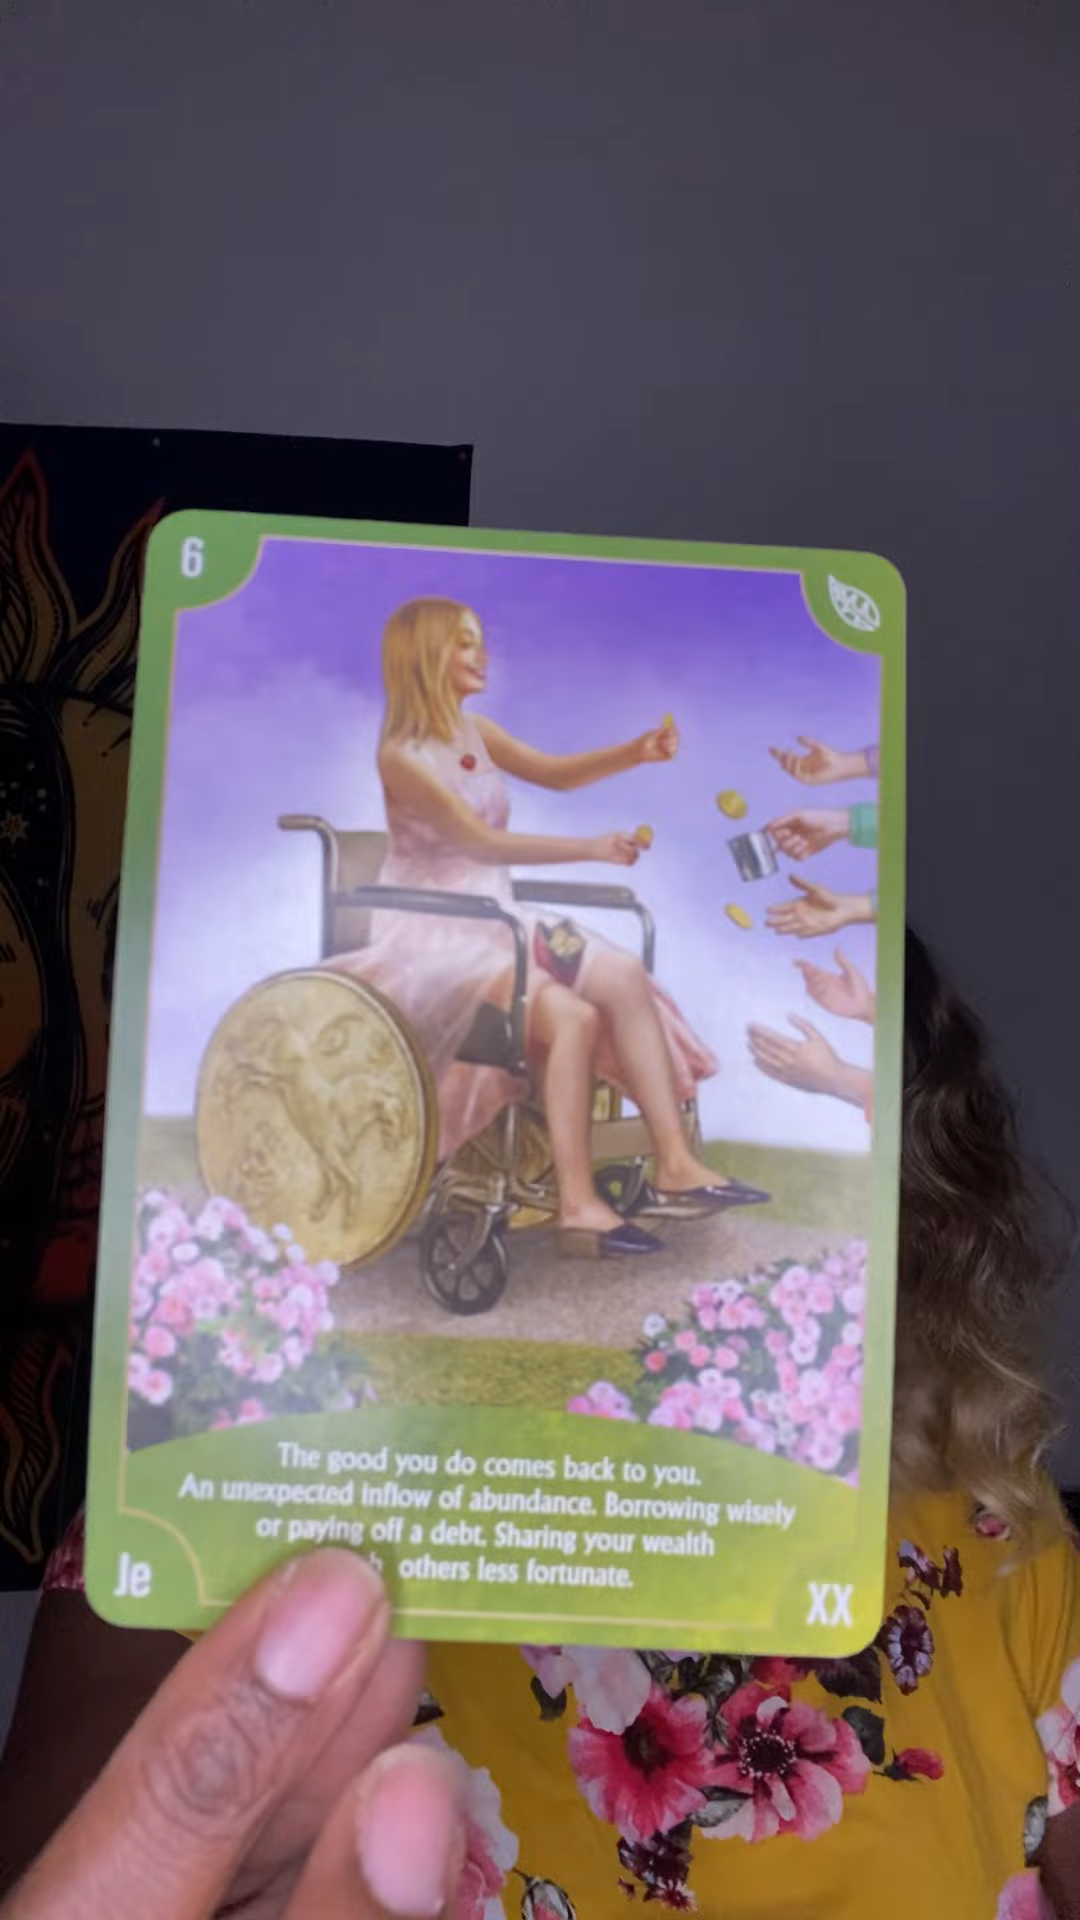 6
The good you do comes back to you.
An unexpected inflow of abundance. Borrowing wisely
or paying off a debt. Sharing your wealth
others less fortunate.
Je
XX